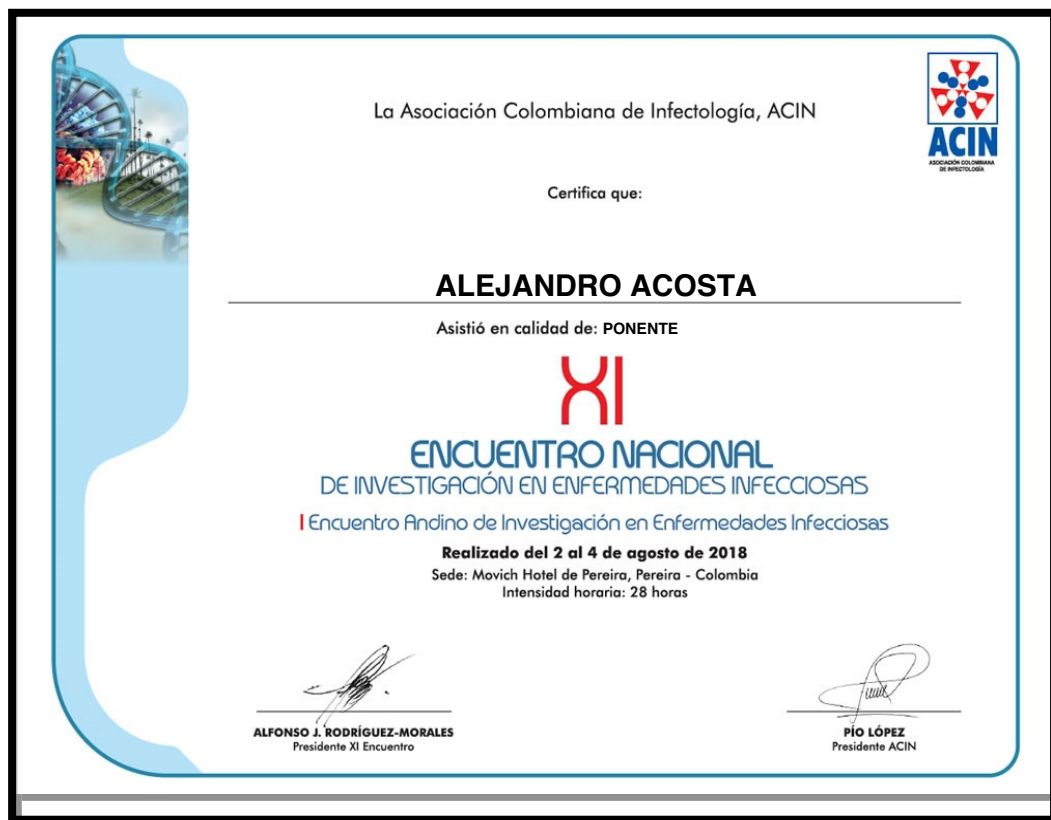 La Asociación Colombiana de Infectología, ACIN
ACIN
ASOCIACIÓN COLOMBIANA
DE INFECTOLOGÍA
Certifica que:
ALEJANDRO ACOSTA
Asistió en calidad de: PONENTE
XI
ENCUENTRO NACIONAL
DE INVESTIGACIÓN EN ENFERMEDADES INFECCIOSAS
I Encuentro Andino de Investigación en Enfermedades Infecciosas
Realizado del 2 al 4 de agosto de 2018
Sede: Movich Hotel de Pereira, Pereira - Colombia
Intensidad horaria: 28 horas
ALFONSO J. RODRÍGUEZ-MORALES
Presidente XI Encuentro
PÍO LÓPEZ
Presidente ACIN